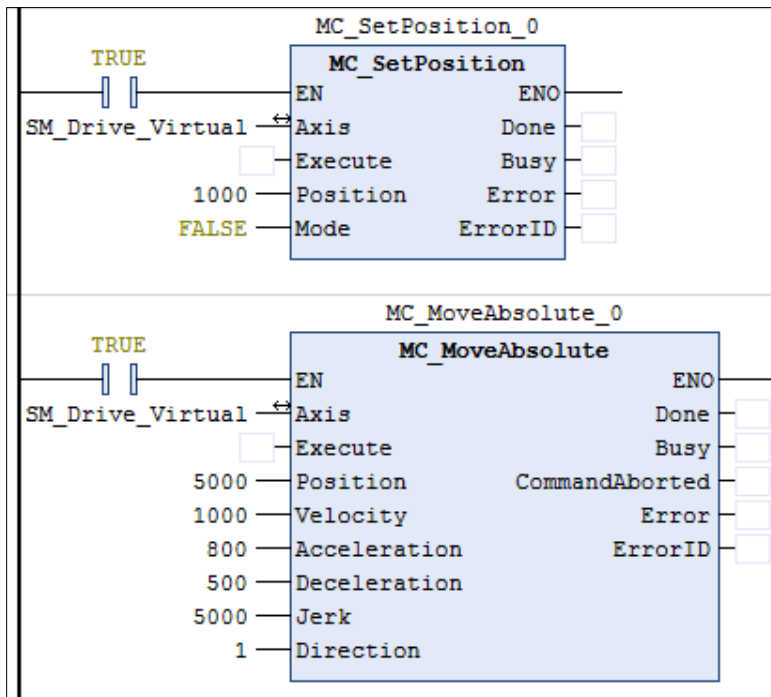 MC_SetPosition_0
TRUE
MC_SetPosition
EN ENO
SM_Drive_Virtual Axis Done
Execute Busy
1000 Position Error
FALSE Mode ErrorID
MC_MoveAbsolute_0
TRUE
MC_MoveAbsolute
EN ENO
SM_Drive_Virtual Axis Done
Execute Busy
5000 Position CommandAborted
1000 Velocity Error
800 Acceleration ErrorID
500 Deceleration
5000 Jerk
1 Direction